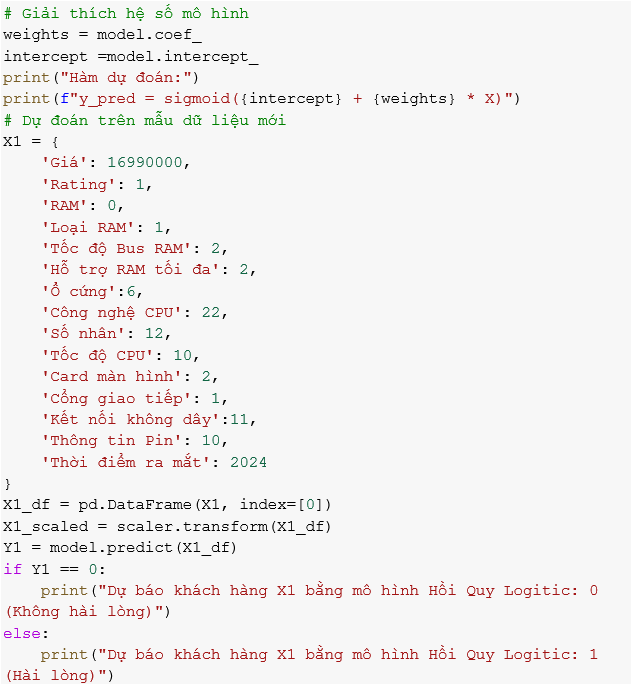 # Giải thích hệ số mô hình
weights = model.coef_
intercept =model.intercept_
print("Hàm dự đoán:")
print(f"y_pred = sigmoid({intercept} + {weights} * X)")
# Dự đoán trên mẫu dữ liệu mới
X1 = {
    'Giá': 16990000,
    'Rating': 1,
    'RAM': 0,
    'Loại RAM': 1,
    'Tốc độ Bus RAM': 2,
    'Hỗ trợ RAM tối đa': 2,
    'Ổ cứng':6,
    'Công nghệ CPU': 22,
    'Số nhân': 12,
    'Tốc độ CPU': 10,
    'Card màn hình': 2,
    'Cổng giao tiếp': 1,
    'Kết nối không dây':11,
    'Thông tin Pin': 10,
    'Thời điểm ra mắt': 2024
}
X1_df = pd.DataFrame(X1, index=[0])
X1_scaled = scaler.transform(X1_df)
Y1 = model.predict(X1_df)
if Y1 == 0:
    print("Dự báo khách hàng X1 bằng mô hình Hồi Quy Logitic: 0
(Không hài lòng)")
else:
    print("Dự báo khách hàng X1 bằng mô hình Hồi Quy Logitic: 1
(Hài lòng)")